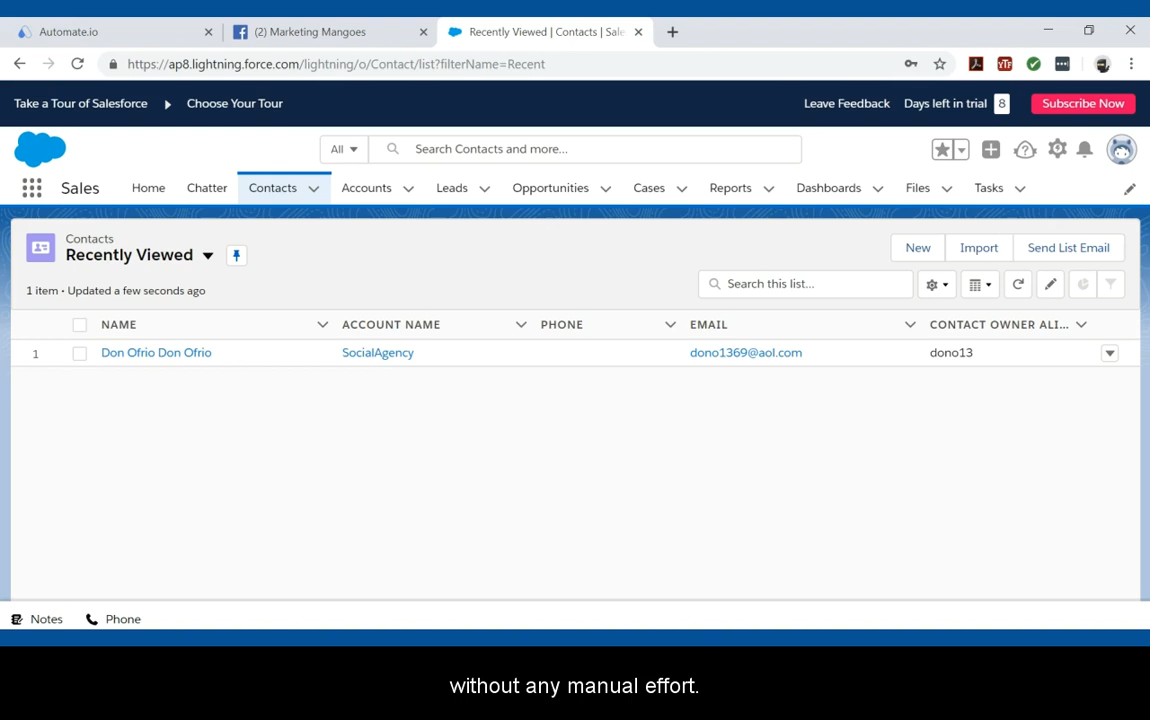 Automate.io
(2) Marketing Mangoes
Recently Viewed | Contacts | Sale
https://ap8.lightning.force.com/lightning/o/Contact/list?filterName=Recent
YTF
Take a Tour of Salesforce
Choose Your Tour
Leave Feedback
Days left in trial 8
Subscribe Now
All
Search Contacts and more...
Sales
Home
Chatter
Contacts
Accounts
Leads
Opportunities
Cases
Reports
Dashboards
Files
Tasks
Contacts
Recently Viewed
New
Import
Send List Email
1 item • Updated a few seconds ago
Search this list...
NAME
ACCOUNT NAME
PHONE
EMAIL
CONTACT OWNER ALI...
1
Don Ofrio Don Ofrio
SocialAgency
dono1369@aol.com
dono13
Notes
Phone
without any manual effort.